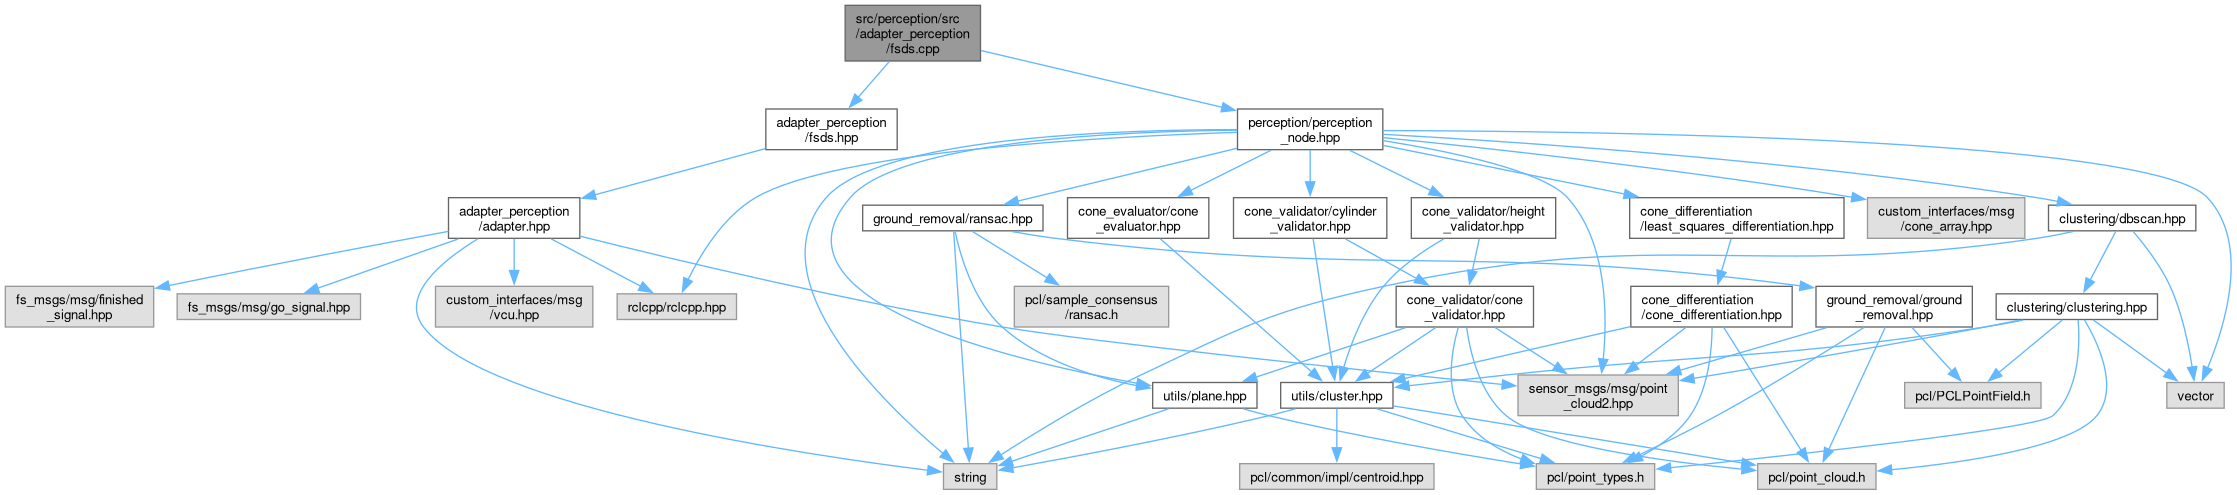 src/perception/src
/adapter_perception
/fsds.cpp
adapter_perception
/fsds.hpp
perception/perception
_node.hpp
adapter_perception
/adapter.hpp
ground_removal/ransac.hpp
cone_evaluator/cone
_evaluator.hpp
cone_validator/cylinder
_validator.hpp
cone_validator/height
_validator.hpp
cone_differentiation
/least_squares_differentiation.hpp
custom_interfaces/msg
/cone_array.hpp
clustering/dbscan.hpp
fs_msgs/msg/finished
_signal.hpp
fs_msgs/msg/go_signal.hpp
custom_interfaces/msg
/vcu.hpp
rclcpp/rclcpp.hpp
pcl/sample_consensus
/ransac.h
cone_validator/cone
_validator.hpp
cone_differentiation
/cone_differentiation.hpp
ground_removal/ground
_removal.hpp
clustering/clustering.hpp
utils/plane.hpp
utils/cluster.hpp
sensor_msgs/msg/point
_cloud2.hpp
pcl/PCLPointField.h
vector
string
pcl/common/impl/centroid.hpp
pcl/point_types.h
pcl/point_cloud.h